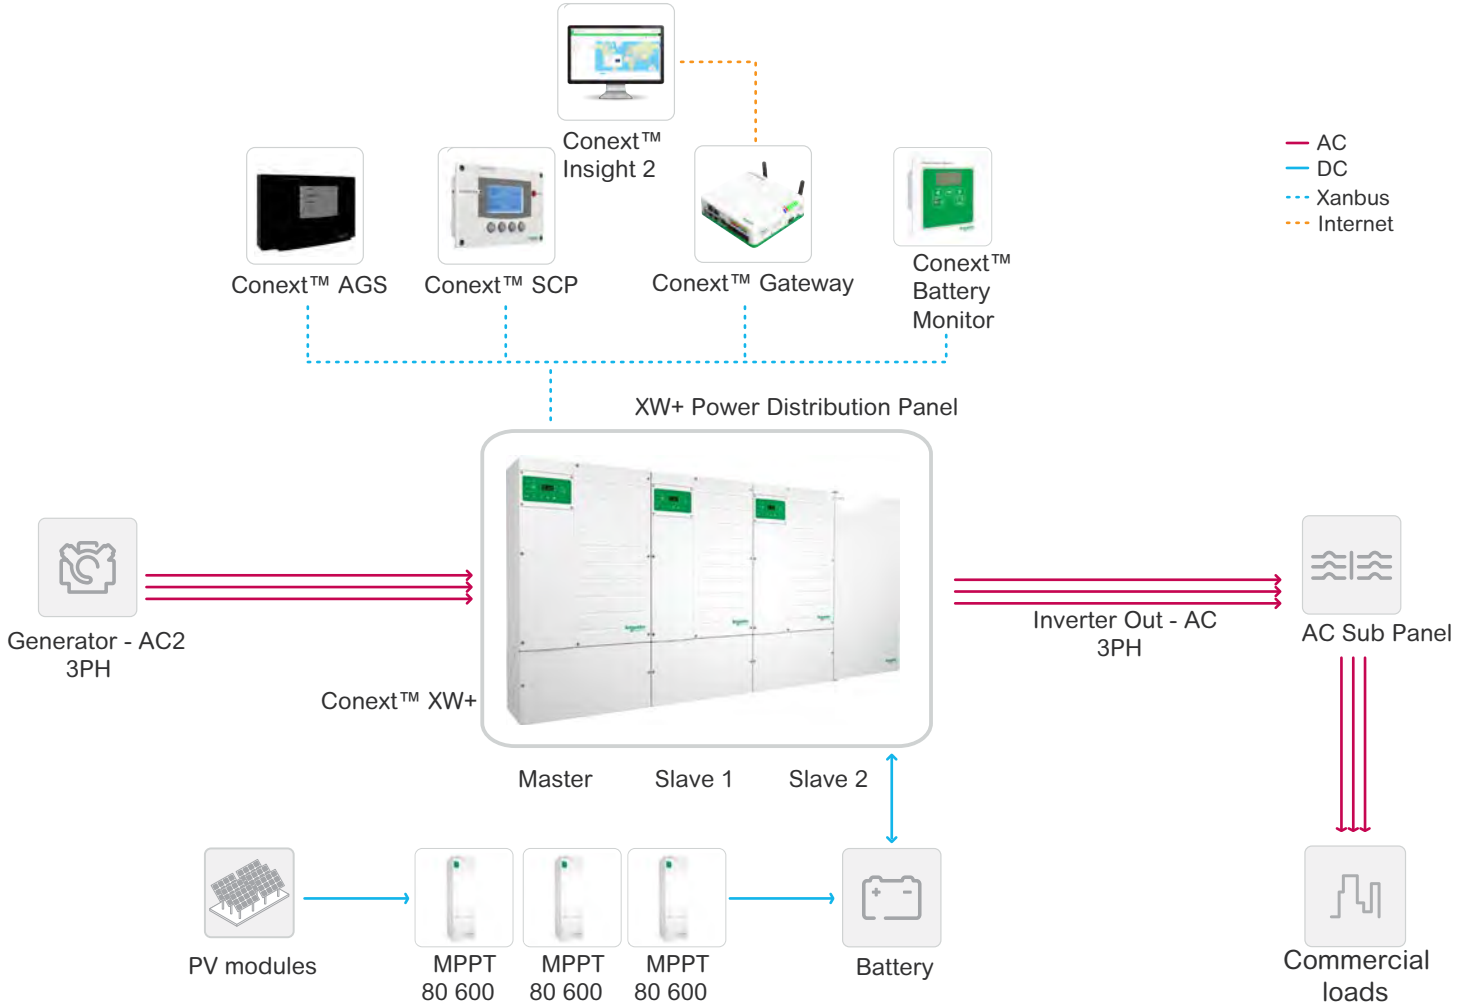 Conext™
Insight 2
AC
DC
Xanbus
Internet
Conext™ AGS
Conext™ SCP
Conext™ Gateway
Conext™
Battery
Monitor
XW+ Power Distribution Panel
Generator - AC2
3PH
Conext™ XW+
Inverter Out - AC
3PH
AC Sub Panel
Master
Slave 1
Slave 2
PV modules
MPPT
80 600
MPPT
80 600
MPPT
80 600
Battery
Commercial
loads